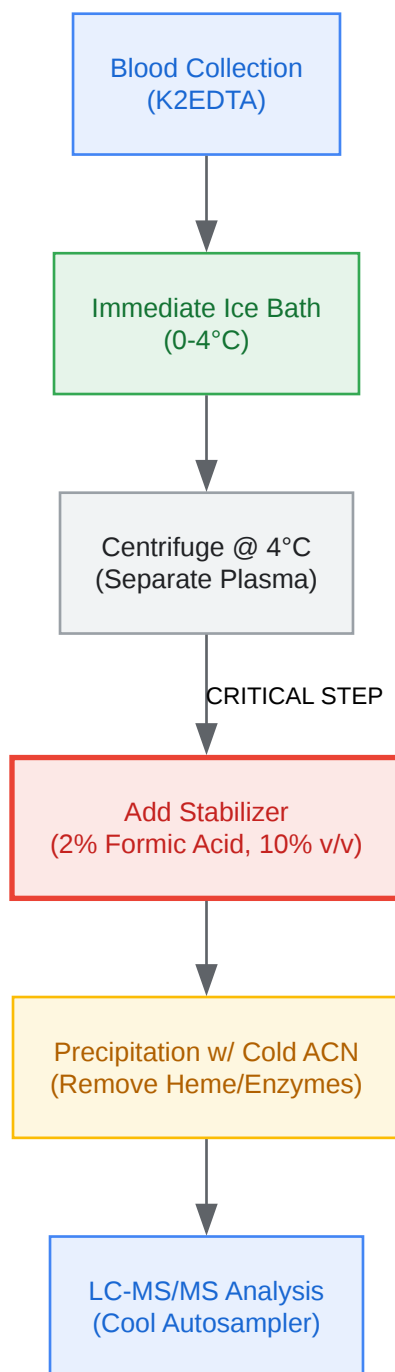 Blood Collection
(K2EDTA)
Immediate Ice Bath
(0-4°C)
Centrifuge @ 4°C
(Separate Plasma)
CRITICAL STEP
Add Stabilizer
(2% Formic Acid, 10% v/v)
Precipitation w/ Cold ACN
(Remove Heme/Enzymes)
LC-MS/MS Analysis
(Cool Autosampler)